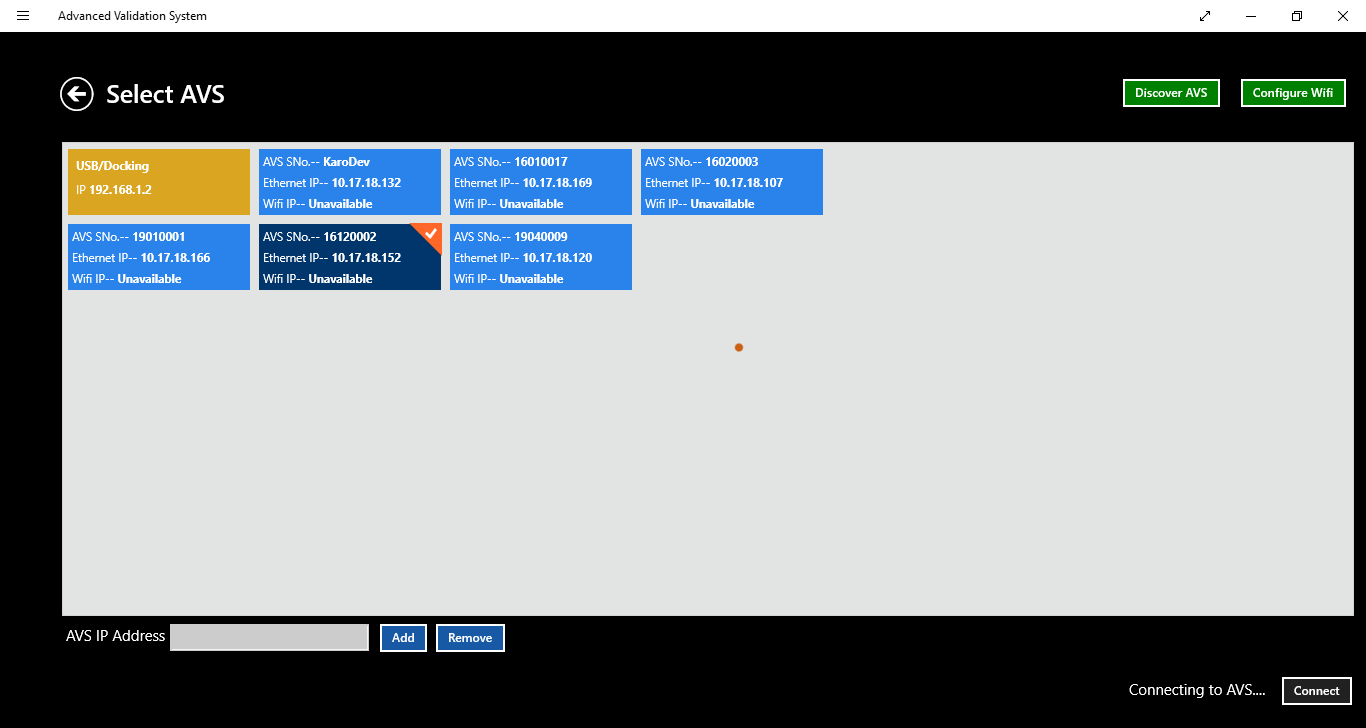 Advanced Validation System
Select AVS
Discover AVS
Configure Wifi
USB/Docking
IP 192.168.1.2
AVS SNo.-- KaroDev
Ethernet IP-- 10.17.18.132
Wifi IP-- Unavailable
AVS SNo.-- 16010017
Ethernet IP-- 10.17.18.169
Wifi IP-- Unavailable
AVS SNo.-- 16020003
Ethernet IP-- 10.17.18.107
Wifi IP-- Unavailable
AVS SNo.-- 19010001
Ethernet IP-- 10.17.18.166
Wifi IP-- Unavailable
AVS SNo.-- 16120002
Ethernet IP-- 10.17.18.152
Wifi IP-- Unavailable
AVS SNo.-- 19040009
Ethernet IP-- 10.17.18.120
Wifi IP-- Unavailable
AVS IP Address
Add
Remove
Connecting to AVS....
Connect